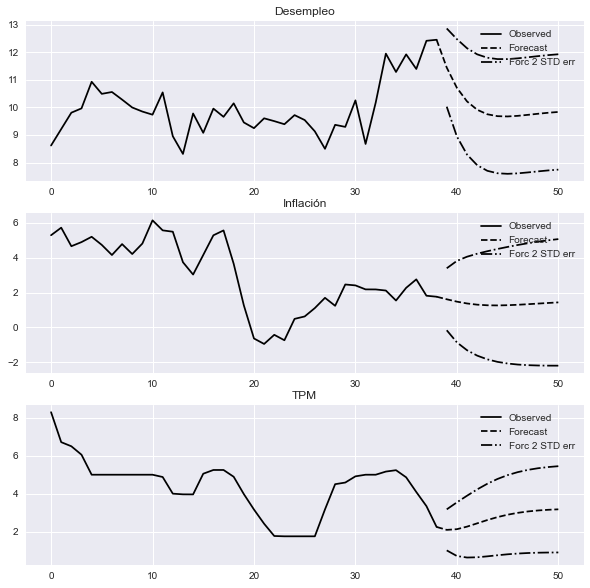 Desempleo
13
12
11
10
9
8
Observed
Forecast
Forc 2 STD err
0 10 20 30 40 50
Inflación
6
4
2
0
−2
Observed
Forecast
Forc 2 STD err
0 10 20 30 40 50
TPM
8
6
4
2
Observed
Forecast
Forc 2 STD err
0 10 20 30 40 50